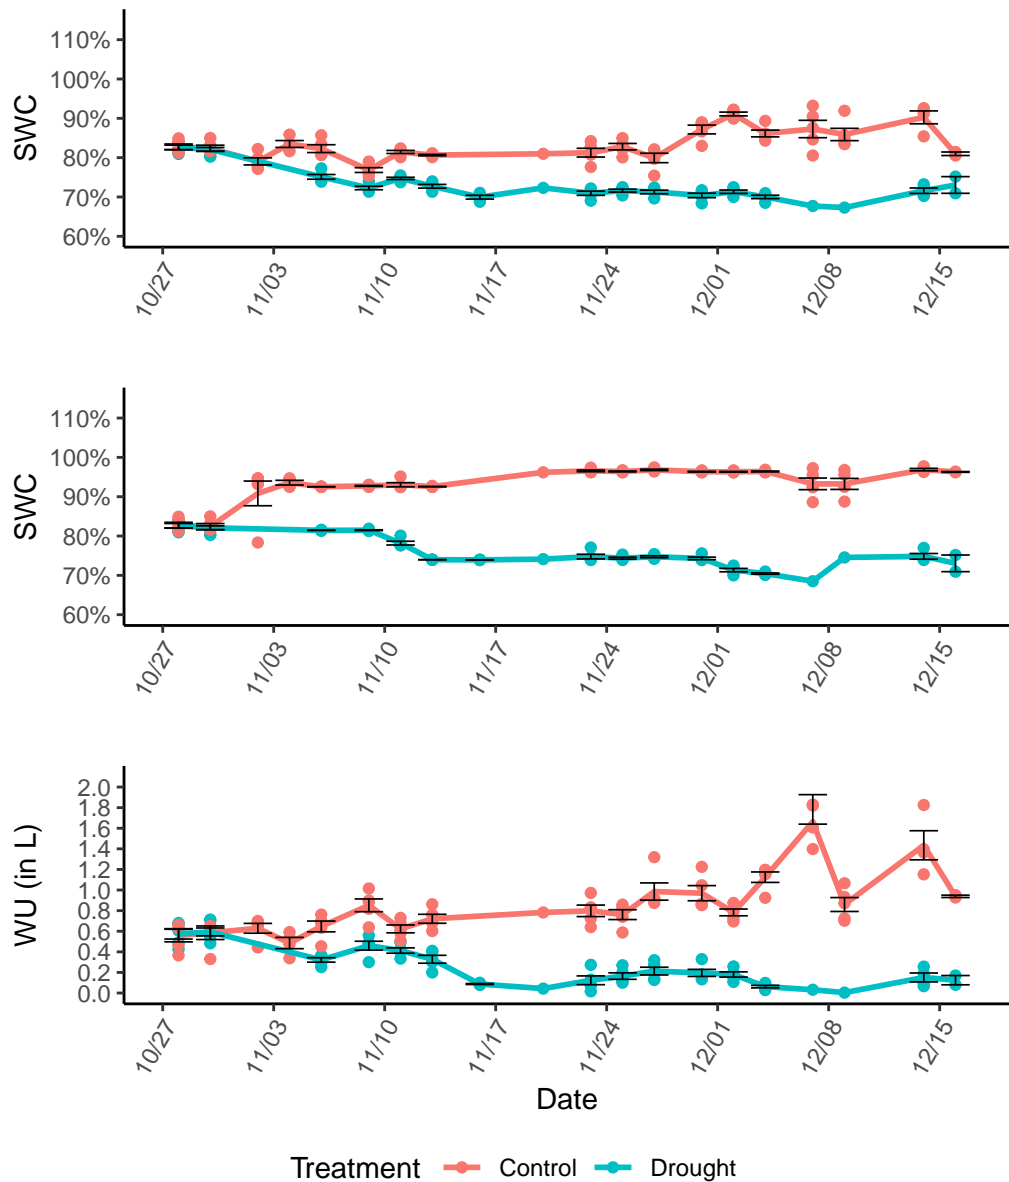 SWC
110%
100%
90%
80%
70%
60%
10/27 11/03 11/10 11/17 11/24 12/01 12/08 12/15
SWC
110%
100%
90%
80%
70%
60%
10/27 11/03 11/10 11/17 11/24 12/01 12/08 12/15
WU (in L)
2.0
1.8
1.6
1.4
1.2
1.0
0.8
0.6
0.4
0.2
0.0
10/27 11/03 11/10 11/17 11/24 12/01 12/08 12/15
Date
Treatment Control Drought